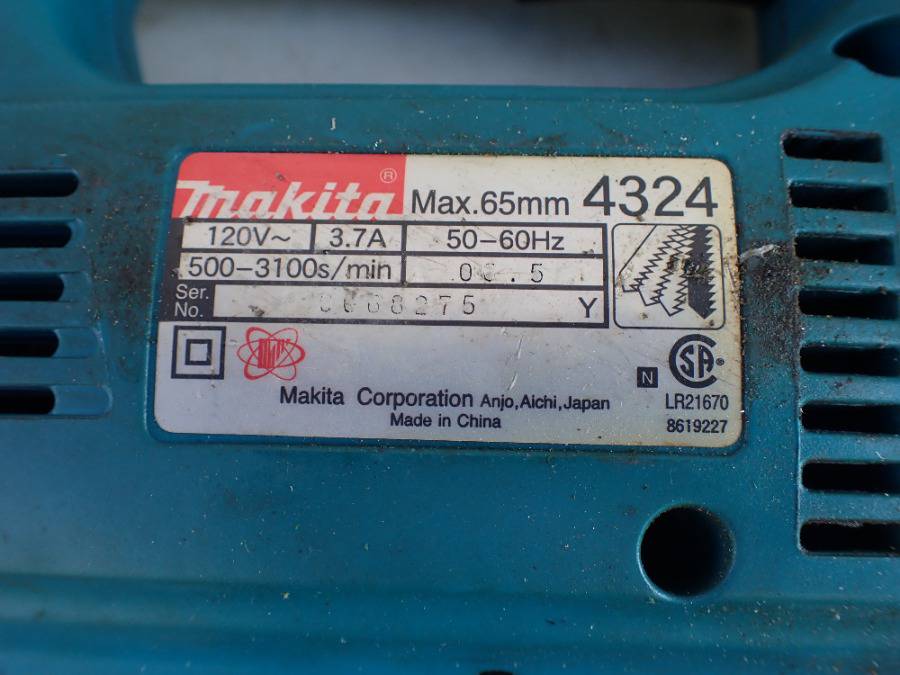 makita® Max.65mm 4324
120V~ 3.7A 50-60Hz
500-3100s/min
Ser. No. Y
N CSA®
Makita Corporation Anjo,Aichi,Japan LR21670
Made in China 8619227